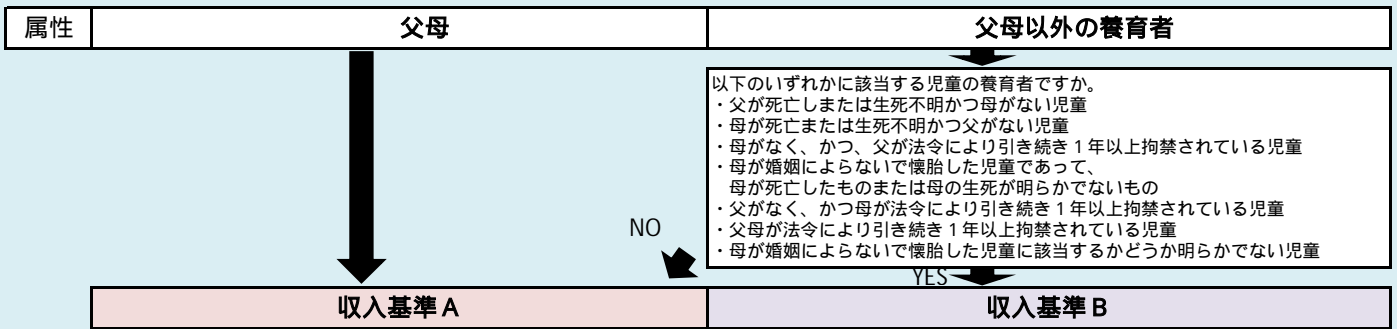 属性
父母
父母以外の養育者
以下のいずれかに該当する児童の養育者ですか。
・父が死亡しまたは生死不明かつ母がない児童
・母が死亡または生死不明かつ父がない児童
・母がなく、かつ、父が法令により引き続き１年以上拘禁されている児童
・母が婚姻によらないで懐胎した児童であって、
母が死亡したものまたは母の生死が明らかでないもの
・父がなく、かつ母が法令により引き続き１年以上拘禁されている児童
・父母が法令により引き続き１年以上拘禁されている児童
・母が婚姻によらないで懐胎した児童に該当するかどうか明らかでない児童
NO
YES
収入基準Ａ
収入基準Ｂ